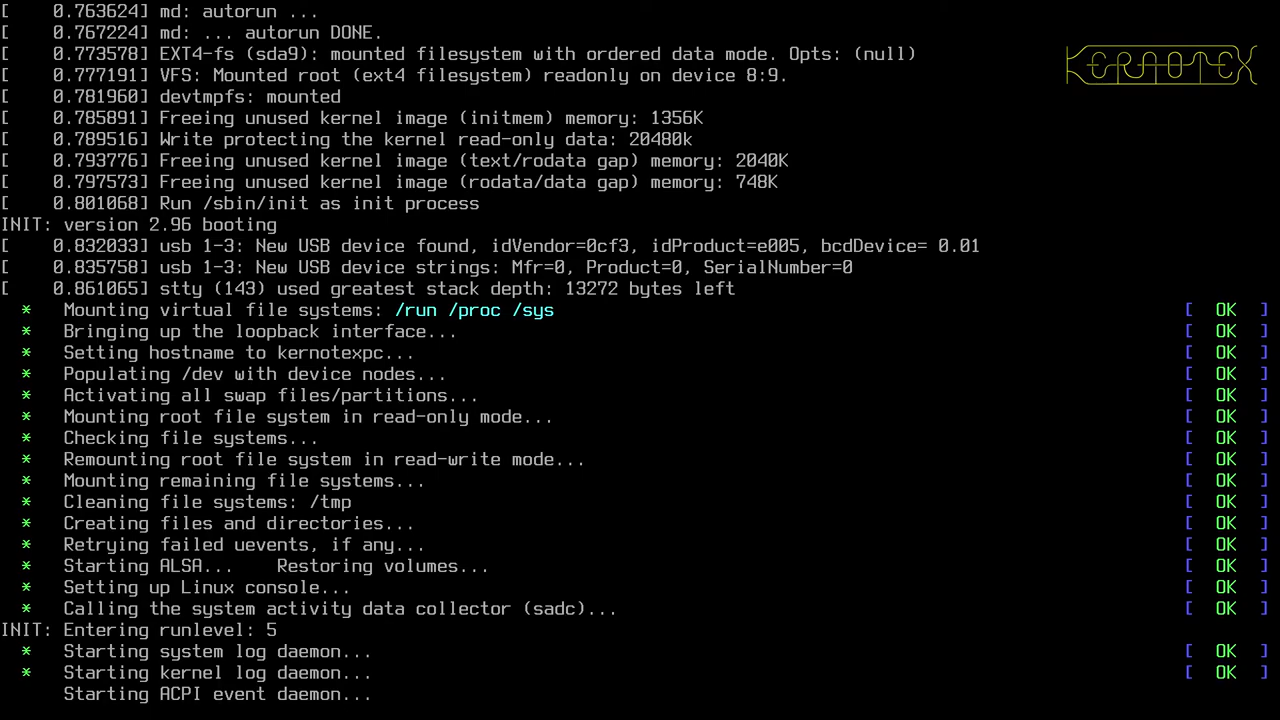 [    0.763624] md: autorun ...
[    0.767224] md: ... autorun DONE.
[    0.773578] EXT4-fs (sda9): mounted filesystem with ordered data mode. Opts: (null)
KERNOTEX
[    0.777191] VFS: Mounted root (ext4 filesystem) readonly on device 8:9.
[    0.781960] devtmpfs: mounted
[    0.785891] Freeing unused kernel image (initmem) memory: 1356K
[    0.789516] Write protecting the kernel read-only data: 20480k
[    0.793776] Freeing unused kernel image (text/rodata gap) memory: 2040K
[    0.797573] Freeing unused kernel image (rodata/data gap) memory: 748K
[    0.801068] Run /sbin/init as init process
INIT: version 2.96 booting
[    0.832033] usb 1-3: New USB device found, idVendor=0cf3, idProduct=e005, bcdDevice= 0.01
[    0.835758] usb 1-3: New USB device strings: Mfr=0, Product=0, SerialNumber=0
[    0.861065] stty (143) used greatest stack depth: 13272 bytes left
* Mounting virtual file systems: /run /proc /sys [ OK ]
* Bringing up the loopback interface... [ OK ]
* Setting hostname to kernotexpc... [ OK ]
* Populating /dev with device nodes... [ OK ]
* Activating all swap files/partitions... [ OK ]
* Mounting root file system in read-only mode... [ OK ]
* Checking file systems... [ OK ]
* Remounting root file system in read-write mode... [ OK ]
* Mounting remaining file systems... [ OK ]
* Cleaning file systems: /tmp [ OK ]
* Creating files and directories... [ OK ]
* Retrying failed uevents, if any... [ OK ]
* Starting ALSA... Restoring volumes... [ OK ]
* Setting up Linux console... [ OK ]
* Calling the system activity data collector (sadc)... [ OK ]
INIT: Entering runlevel: 5
* Starting system log daemon... [ OK ]
* Starting kernel log daemon... [ OK ]
Starting ACPI event daemon...